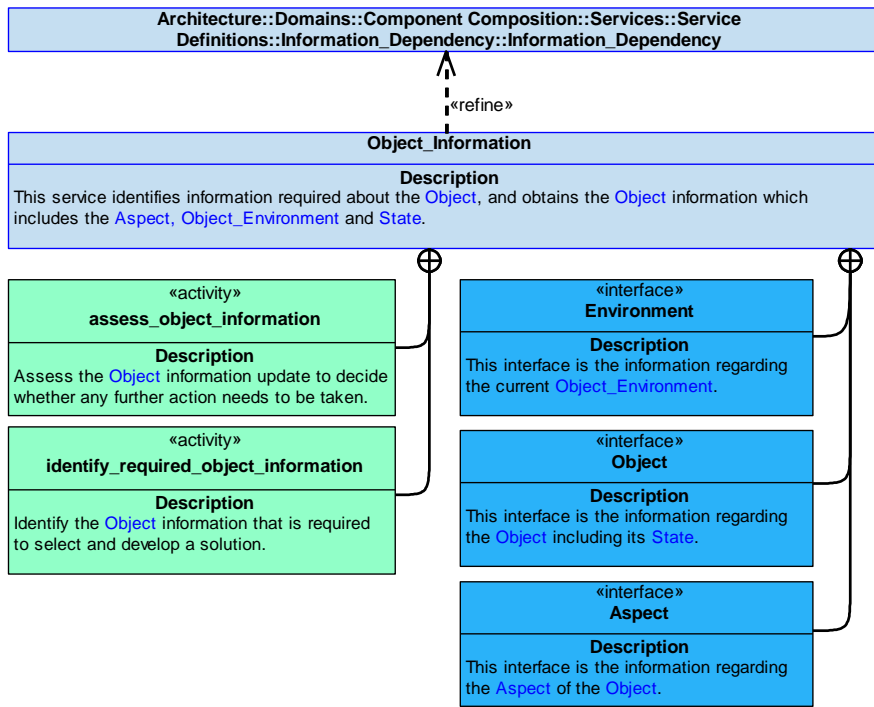 Architecture::Domains::Component Composition::Services::Service
Definitions::Information_Dependency::Information_Dependency
«refine»
Object_Information
Description
This service identifies information required about the Object, and obtains the Object information which
includes the Aspect, Object_Environment and State.
«activity»
assess_object_information
Description
Assess the Object information update to decide
whether any further action needs to be taken.
«activity»
identify_required_object_information
Description
Identify the Object information that is required
to select and develop a solution.
«interface»
Environment
Description
This interface is the information regarding
the current Object_Environment.
«interface»
Object
Description
This interface is the information regarding
the Object including its State.
«interface»
Aspect
Description
This interface is the information regarding
the Aspect of the Object.